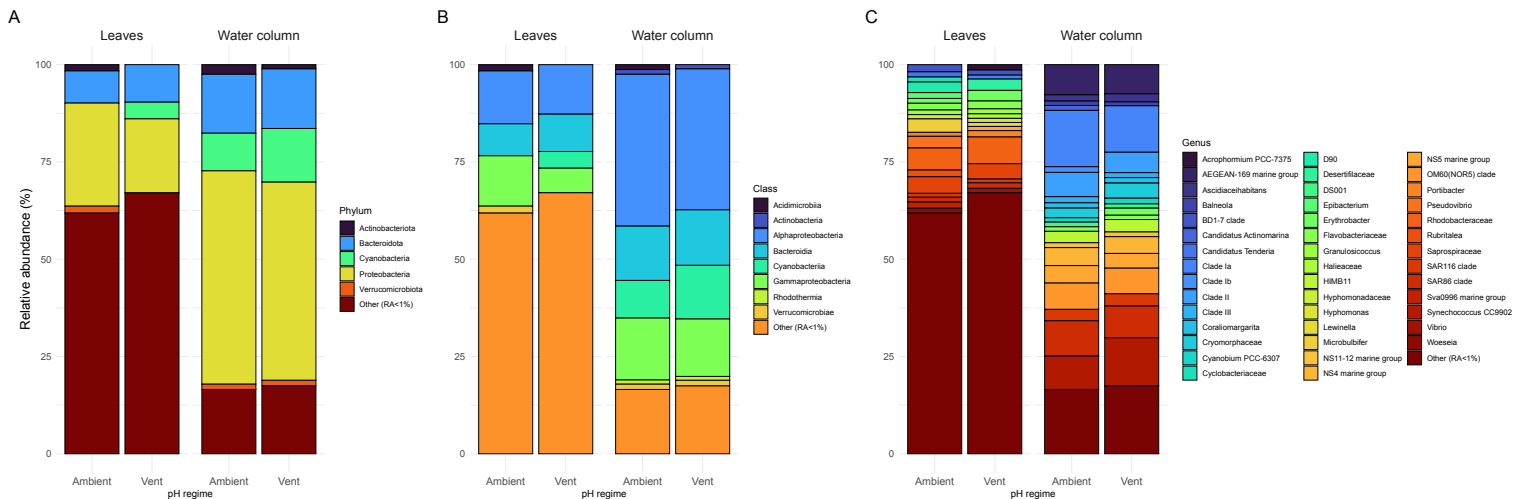 A
Leaves
Water column
Relative abundance (%)
100
75
50
25
0
Ambient
Vent
Ambient
Vent
pH regime
Phylum
Actinobacteriota
Bacteroidota
Cyanobacteria
Proteobacteria
Verrucomicrobiota
Other (RA<1%)
B
Leaves
Water column
100
75
50
25
0
Ambient
Vent
Ambient
Vent
pH regime
Class
Acidimicrobiia
Actinobacteria
Alphaproteobacteria
Bacteroidia
Cyanobacteriia
Gammaproteobacteria
Rhodothermia
Verrucomicrobiae
Other (RA<1%)
C
Leaves
Water column
100
75
50
25
0
Ambient
Vent
Ambient
Vent
pH regime
Genus
Acrophormium PCC-7375
AEGEAN-169 marine group
Ascidiaceihabitans
Balneola
BD1-7 clade
Candidatus Actinomarina
Candidatus Tenderia
Clade Ia
Clade Ib
Clade II
Clade III
Coraliomargarita
Cryomorphaceae
Cyanobium PCC-6307
Cyclobacteriaceae
D90
Desertifilaceae
DS001
Epibacterium
Erythrobacter
Flavobacteriaceae
Granulosicoccus
Halieaceae
HIMB11
Hyphomonadaceae
Hyphomonas
Lewinella
Microbulbifer
NS11-12 marine group
NS4 marine group
NS5 marine group
OM60(NOR5) clade
Portibacter
Pseudovibrio
Rhodobacteraceae
Rubritalea
Saprospiraceae
SAR116 clade
SAR86 clade
Sva0996 marine group
Synechococcus CC9902
Vibrio
Woeseia
Other (RA<1%)